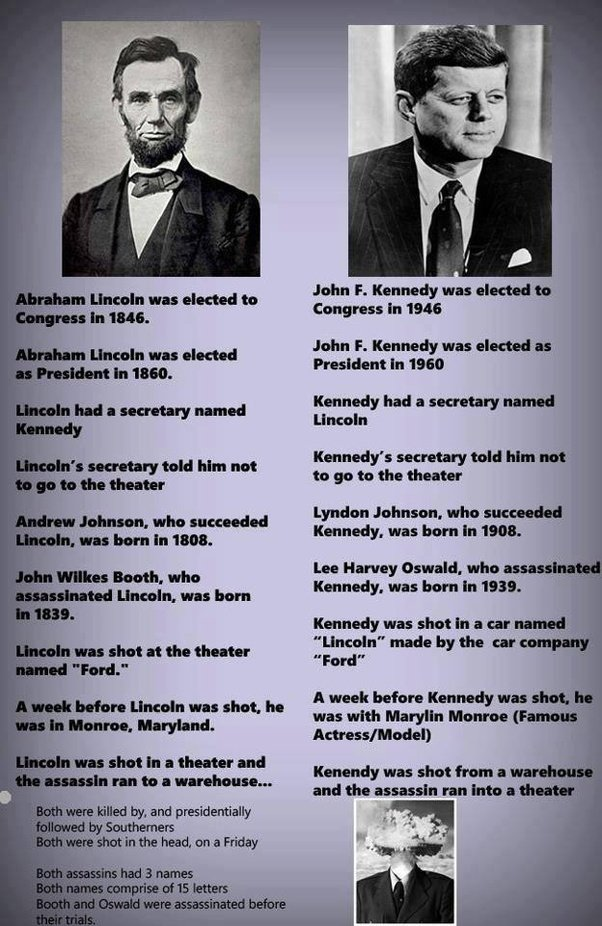 Abraham Lincoln was elected to
Congress in 1846.
Abraham Lincoln was elected
as President in 1860.
Lincoln had a secretary named
Kennedy
Lincoln's secretary told him not
to go to the theater
Andrew Johnson, who succeeded
Lincoln, was born in 1808.
John Wilkes Booth, who
assassinated Lincoln, was born
in 1839.
Lincoln was shot at the theater
named "Ford."
A week before Lincoln was shot, he
was in Monroe, Maryland.
Lincoln was shot in a theater and
the assassin ran to a warehouse...
John F. Kennedy was elected to
Congress in 1946
John F. Kennedy was elected as
President in 1960
Kennedy had a secretary named
Lincoln
Kennedy's secretary told him not
to go to the theater
Lyndon Johnson, who succeeded
Kennedy, was born in 1908.
Lee Harvey Oswald, who assassinated
Kennedy, was born in 1939.
Kennedy was shot in a car named
“Lincoln” made by the car company
“Ford”
A week before Kennedy was shot, he
was with Marylin Monroe (Famous
Actress/Model)
Kenendy was shot from a warehouse
and the assassin ran into a theater
Both were killed by, and presidentially
followed by Southerners
Both were shot in the head, on a Friday
Both assassins had 3 names
Both names comprise of 15 letters
Booth and Oswald were assassinated before
their trials.